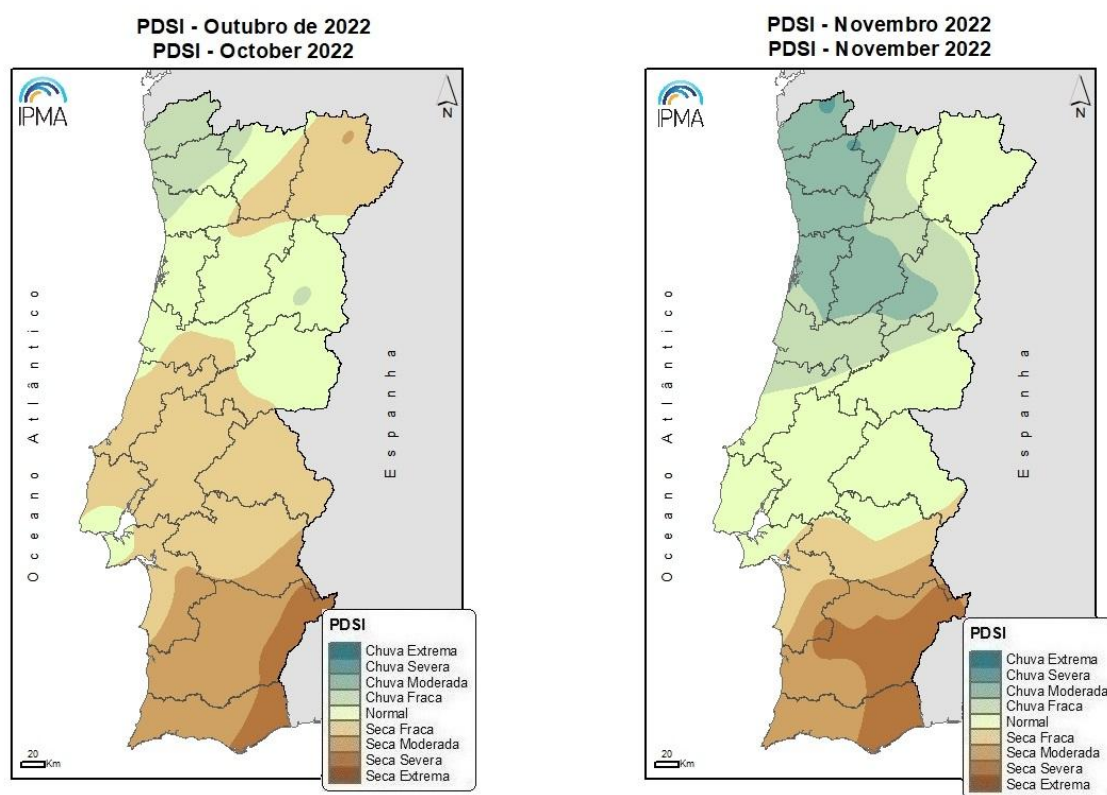 PDSI - Outubro de 2022
PDSI - October 2022
IPMA
N
Oceano Atlântico
Espanha
20
Km
PDSI
Chuva Extrema
Chuva Severa
Chuva Moderada
Chuva Fraca
Normal
Seca Fraca
Seca Moderada
Seca Severa
Seca Extrema
PDSI - Novembro 2022
PDSI - November 2022
IPMA
N
Oceano Atlântico
Espanha
20
Km
PDSI
Chuva Extrema
Chuva Severa
Chuva Moderada
Chuva Fraca
Normal
Seca Fraca
Seca Moderada
Seca Severa
Seca Extrema